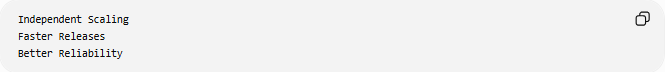 Independent Scaling
Faster Releases
Better Reliability